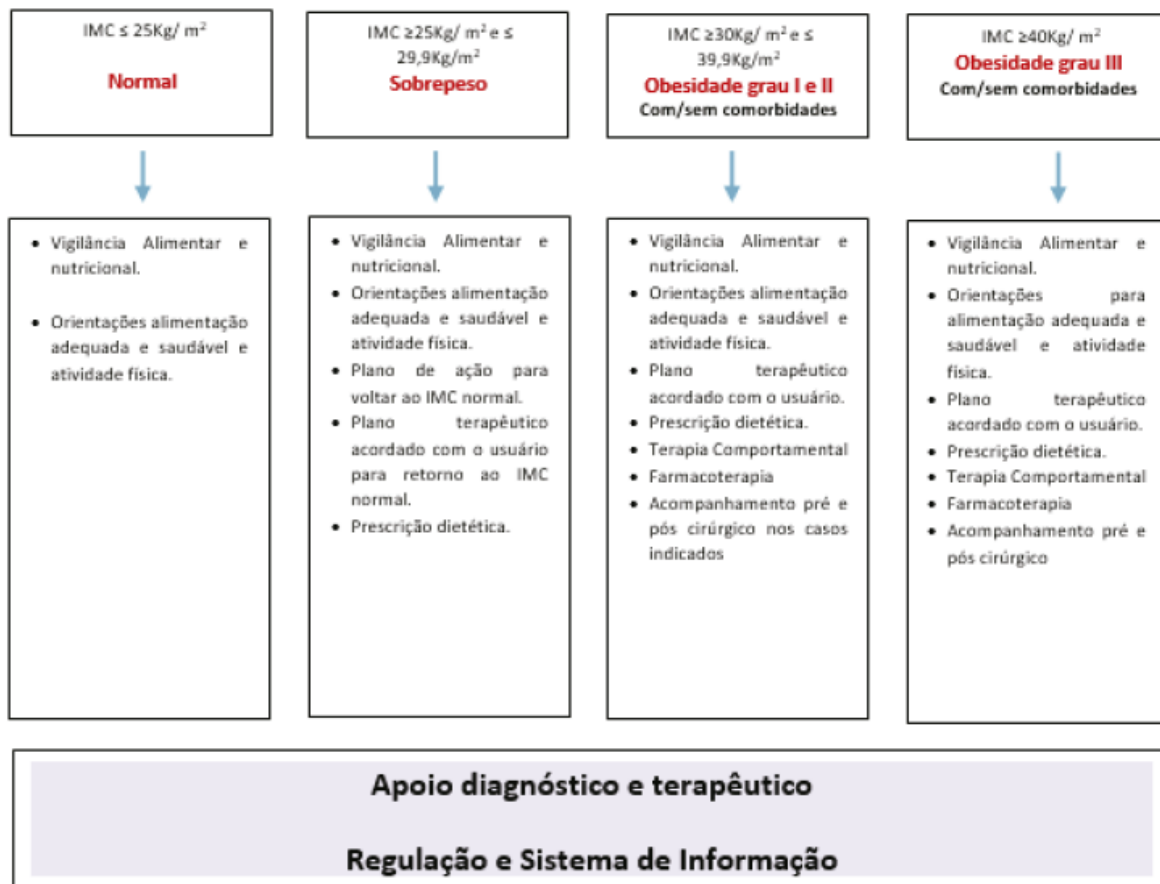 IMC ≤ 25Kg/ m²
Normal
IMC ≥25Kg/ m² e ≤
29,9Kg/m²
Sobrepeso
IMC ≥30Kg/ m² e ≤
39,9Kg/m²
Obesidade grau I e II
Com/sem comorbidades
IMC ≥40Kg/ m²
Obesidade grau III
Com/sem comorbidades
• Vigilância Alimentar e
nutricional.
• Orientações alimentação
adequada e saudável e
atividade física.
• Vigilância Alimentar e
nutricional.
• Orientações alimentação
adequada e saudável e
atividade física.
• Plano de ação para
voltar ao IMC normal.
• Plano terapêutico
acordado com o usuário
para retorno ao IMC
normal.
• Prescrição dietética.
• Vigilância Alimentar e
nutricional.
• Orientações alimentação
adequada e saudável e
atividade física.
• Plano terapêutico
acordado com o usuário.
• Prescrição dietética.
• Terapia Comportamental
• Farmacoterapia
• Acompanhamento pré e
pós cirúrgico nos casos
indicados
• Vigilância Alimentar e
nutricional.
• Orientações para
alimentação adequada e
saudável e atividade
física.
• Plano terapêutico
acordado com o usuário.
• Prescrição dietética.
• Terapia Comportamental
• Farmacoterapia
• Acompanhamento pré e
pós cirúrgico
Apoio diagnóstico e terapêutico
Regulação e Sistema de Informação